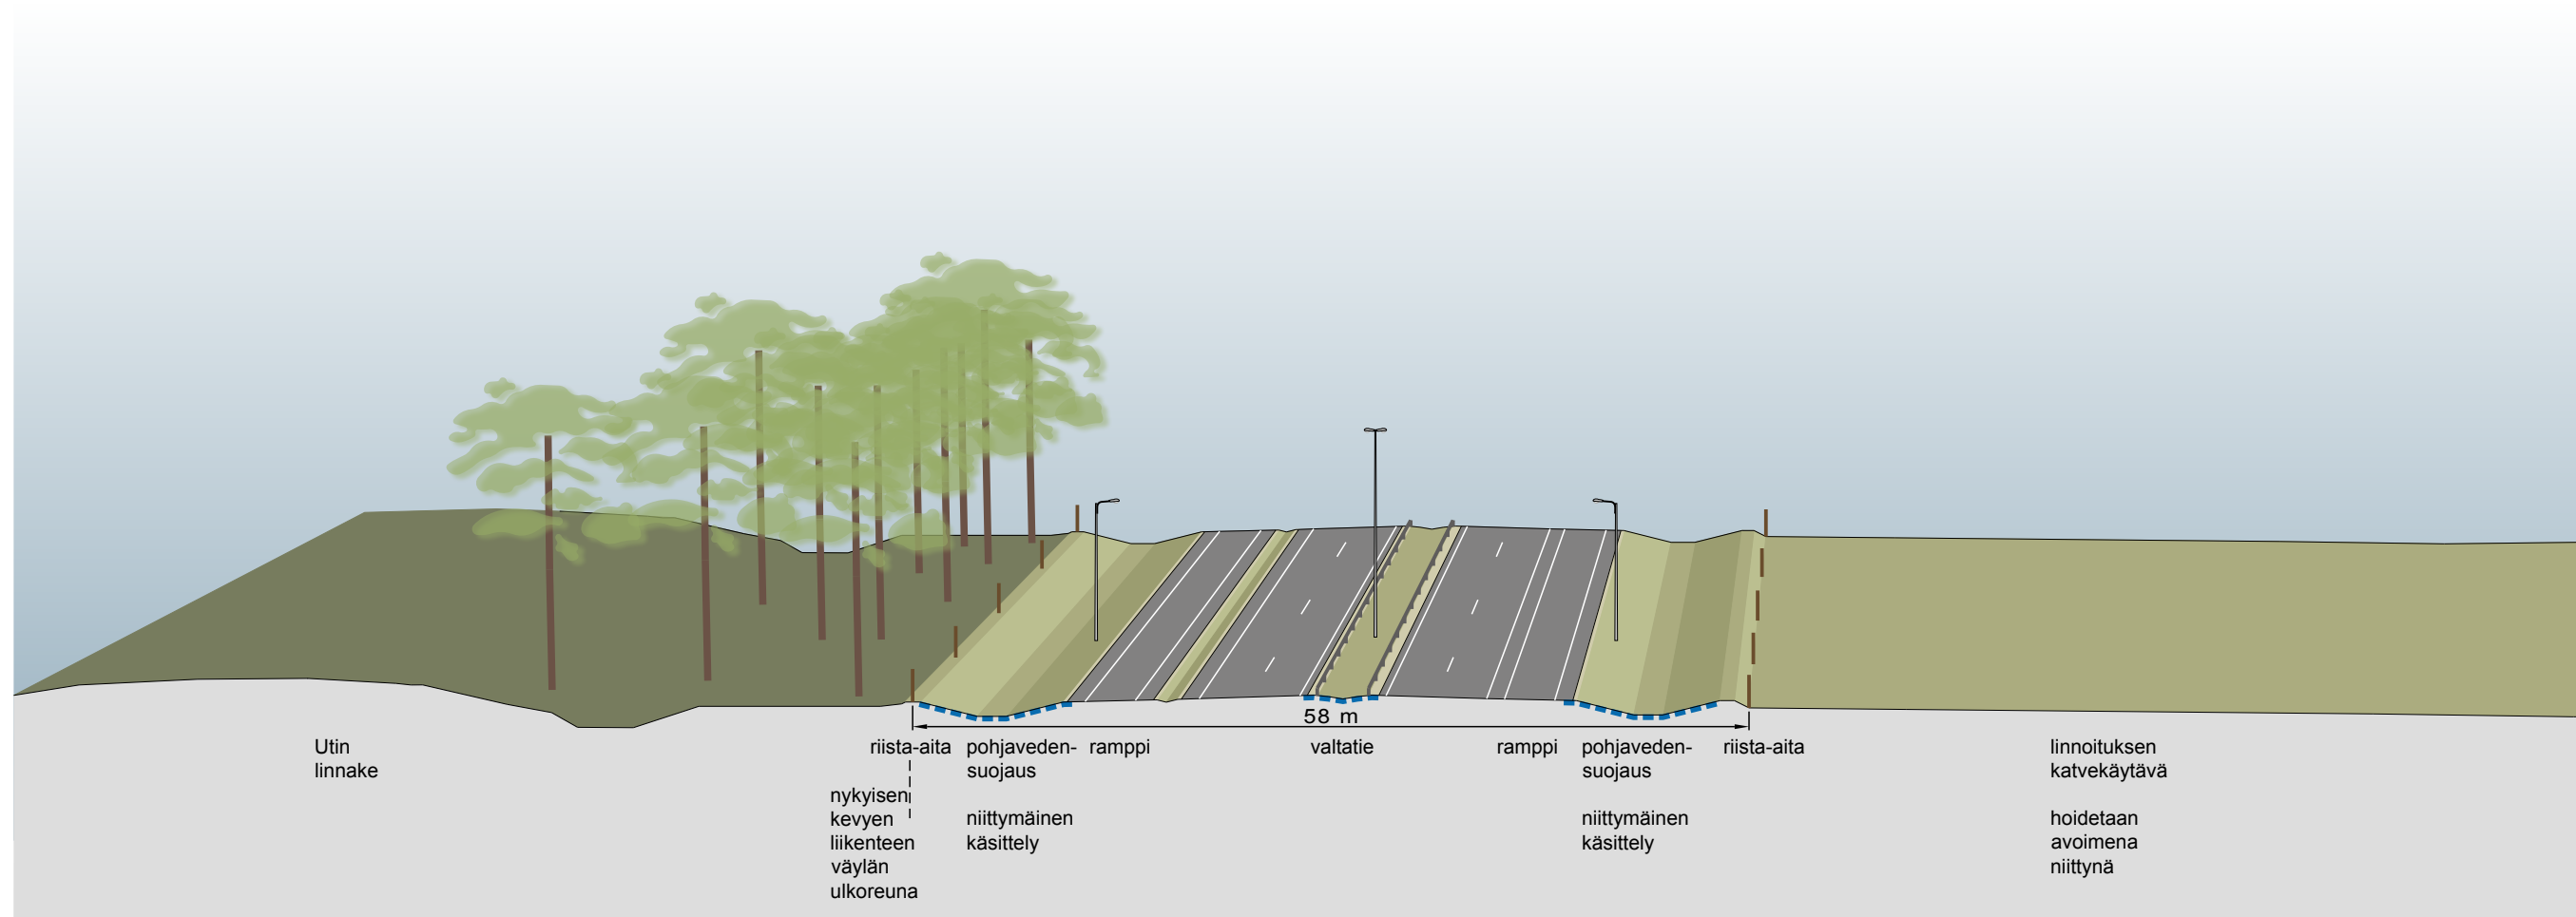 58 m
Utin
linnake
riista-aita
nykyisen
kevyen
liikenteen
väylän
ulkoreuna
pohjaveden-
suojaus
niittymäinen
käsittely
ramppi
valtatie
ramppi
pohjaveden-
suojaus
niittymäinen
käsittely
riista-aita
linnoituksen
katvekäytävä
hoidetaan
avoimena
niittynä